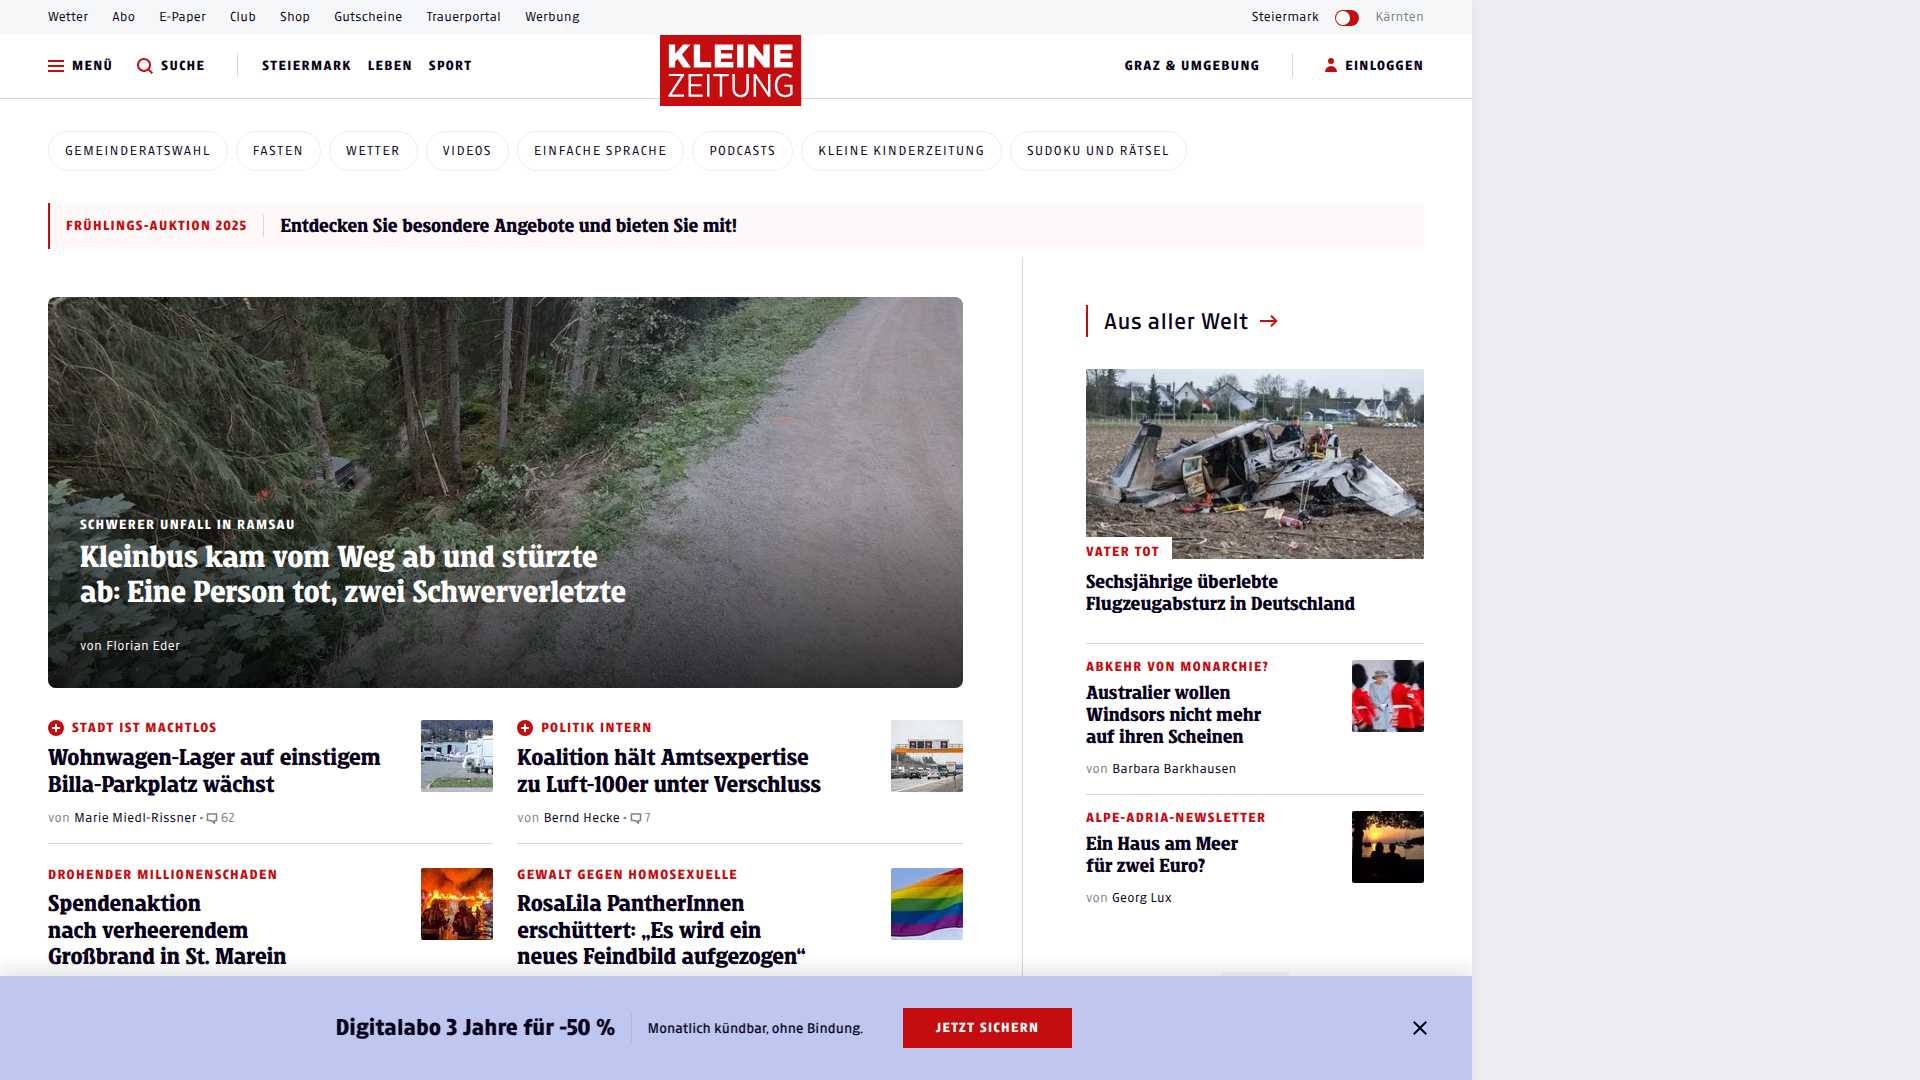 Wetter Abo E-Paper Club Shop Gutscheine Trauerportal Werbung Steiermark Kärnten
MENÜ SUCHE STEIERMARK LEBEN SPORT KLEINE ZEITUNG GRAZ & UMGEBUNG EINLOGGEN
GEMEINDERATSWAHL FASTEN WETTER VIDEOS EINFACHE SPRACHE PODCASTS KLEINE KINDERZEITUNG SUDOKU UND RÄTSEL
FRÜHLINGS-AUKTION 2025 Entdecken Sie besondere Angebote und bieten Sie mit!
SCHWERER UNFALL IN RAMSAU
Kleinbus kam vom Weg ab und stürzte
ab: Eine Person tot, zwei Schwerverletzte
von Florian Eder
STADT IST MACHTLOS
Wohnwagen-Lager auf einstigem
Billa-Parkplatz wächst
von Marie Miedl-Rissner • 62
POLITIK INTERN
Koalition hält Amtsexpertise
zu Luft-100er unter Verschluss
von Bernd Hecke • 7
DROHENDER MILLIONENSCHADEN
Spendenaktion
nach verheerendem
Großbrand in St. Marein
GEWALT GEGEN HOMOSEXUELLE
RosaLila PantherInnen
erschüttert: „Es wird ein
neues Feindbild aufgezogen“
Aus aller Welt
VATER TOT
Sechsjährige überlebte
Flugzeugabsturz in Deutschland
ABKEHR VON MONARCHIE?
Australier wollen
Windsors nicht mehr
auf ihren Scheinen
von Barbara Barkhausen
ALPE-ADRIA-NEWSLETTER
Ein Haus am Meer
für zwei Euro?
von Georg Lux
Digitalabo 3 Jahre für -50 % Monatlich kündbar, ohne Bindung. JETZT SICHERN